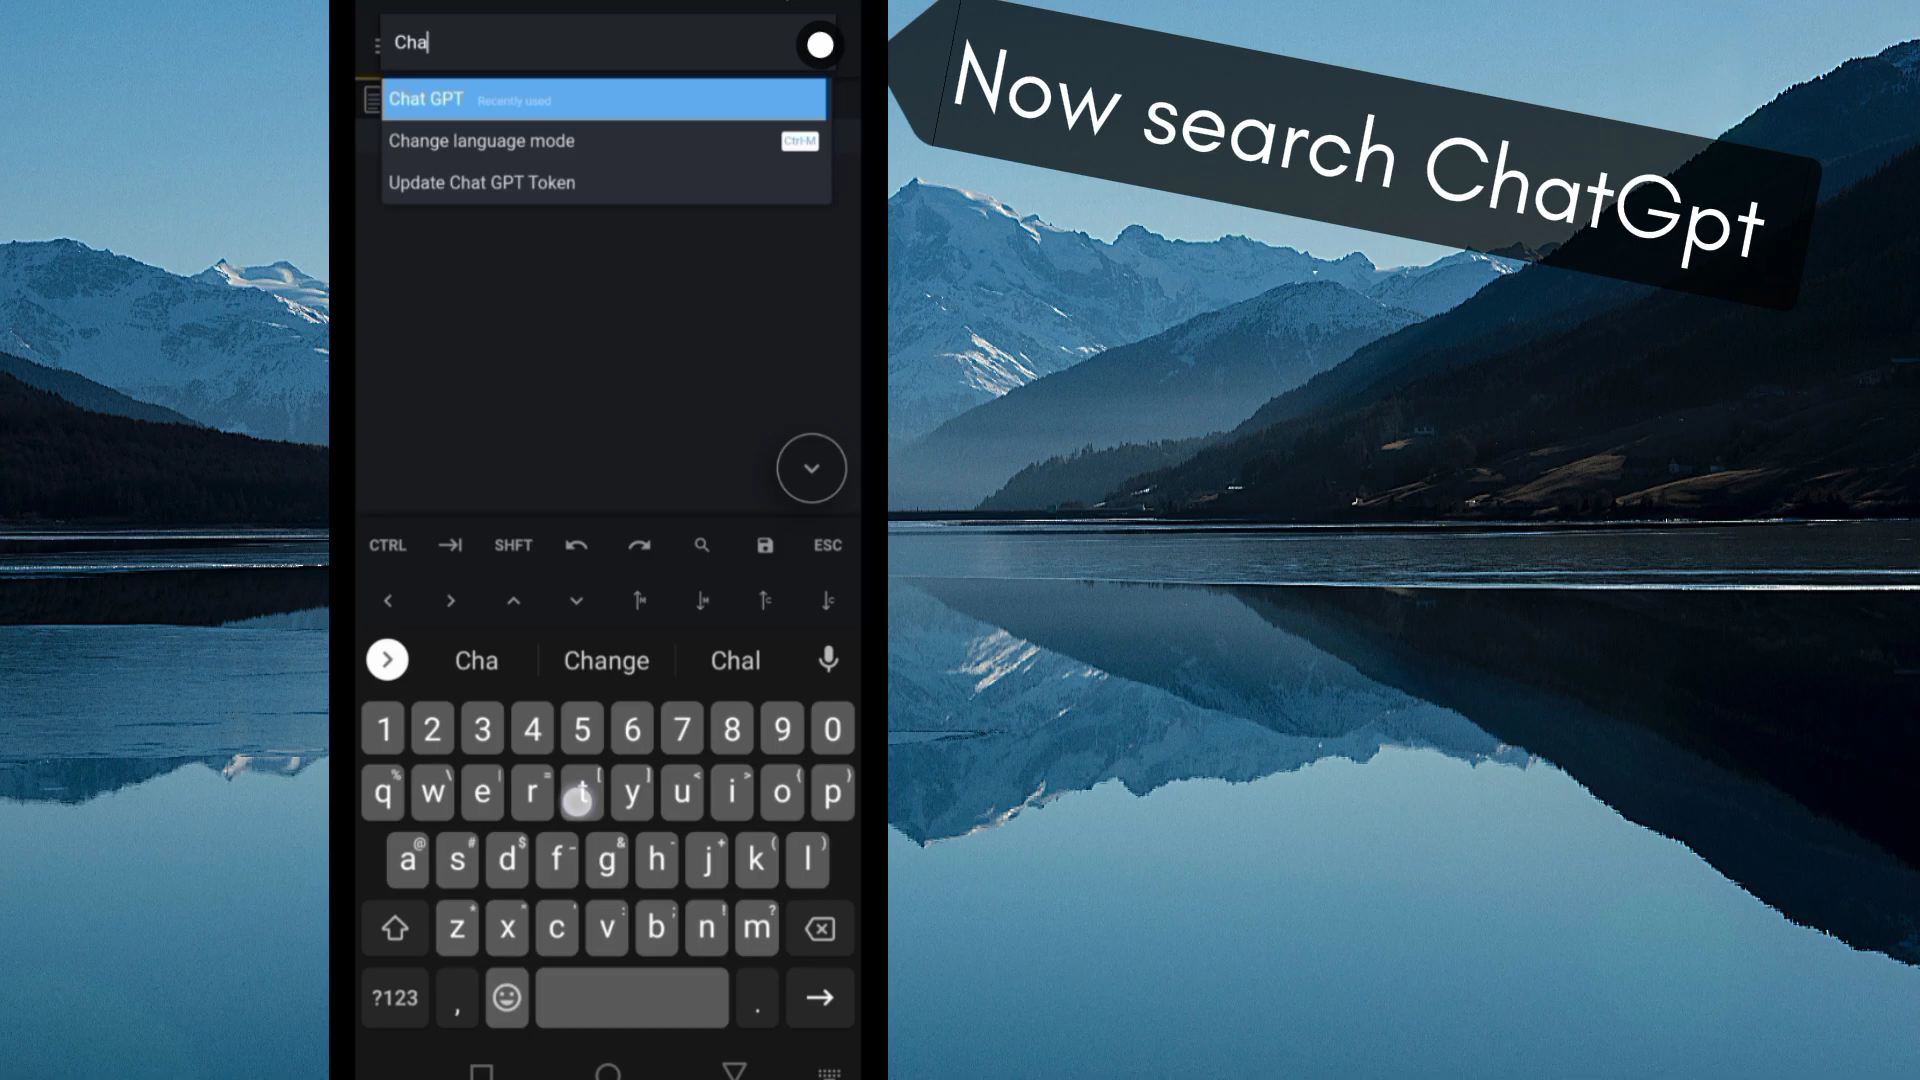 Cha
Chat GPT Recently used
Change language mode Ctrl-M
Update Chat GPT Token
Now search ChatGpt
CTRL SHFT ESC
Cha Change Chal
1 2 3 4 5 6 7 8 9 0
q w e r t y u i o p
a s d f g h j k l
z x c v b n m
?123 , .